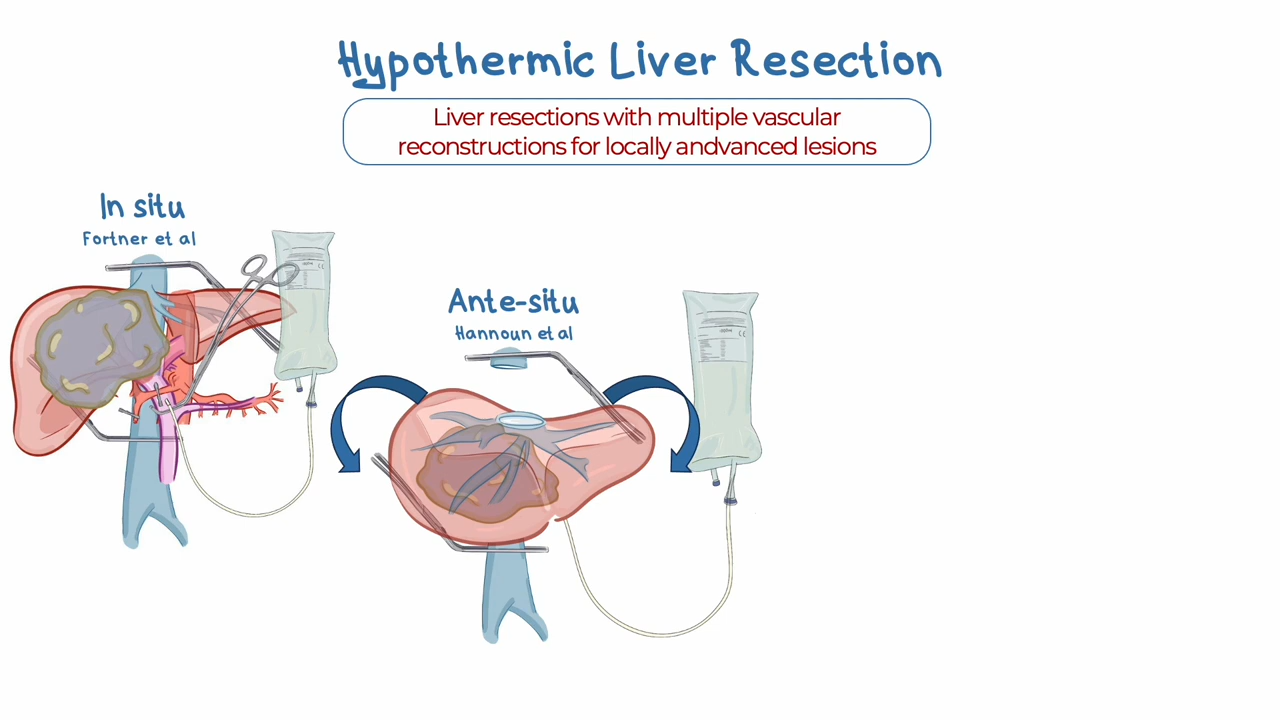 Hypothermic Liver Resection
Liver resections with multiple vascular
reconstructions for locally andvanced lesions
In situ
Fortner et al
Ante-situ
Hannoun et al